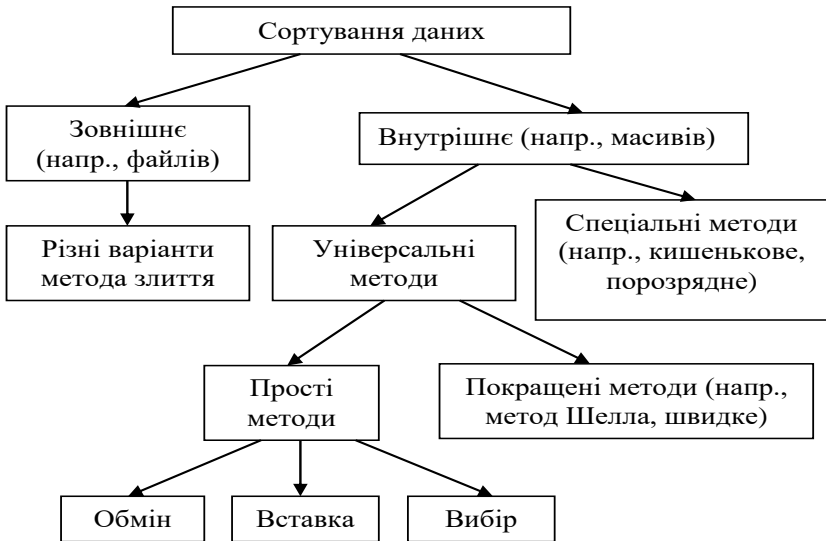 Сортування даних
Зовнішнє
(напр., файлів)
Внутрішнє (напр., масивів)
Різні варіанти
метода злиття
Універсальні
методи
Спеціальні методи
(напр., кишенькове,
порозрядне)
Прості
методи
Покращені методи (напр.,
метод Шелла, швидке)
Обмін
Вставка
Вибір